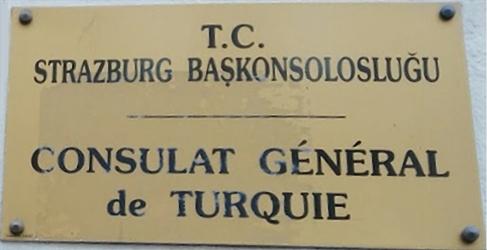 T.C.
STRAZBURG BAŞKONSOLOSLUĞU
CONSULAT GÉNÉRAL
de TURQUIE